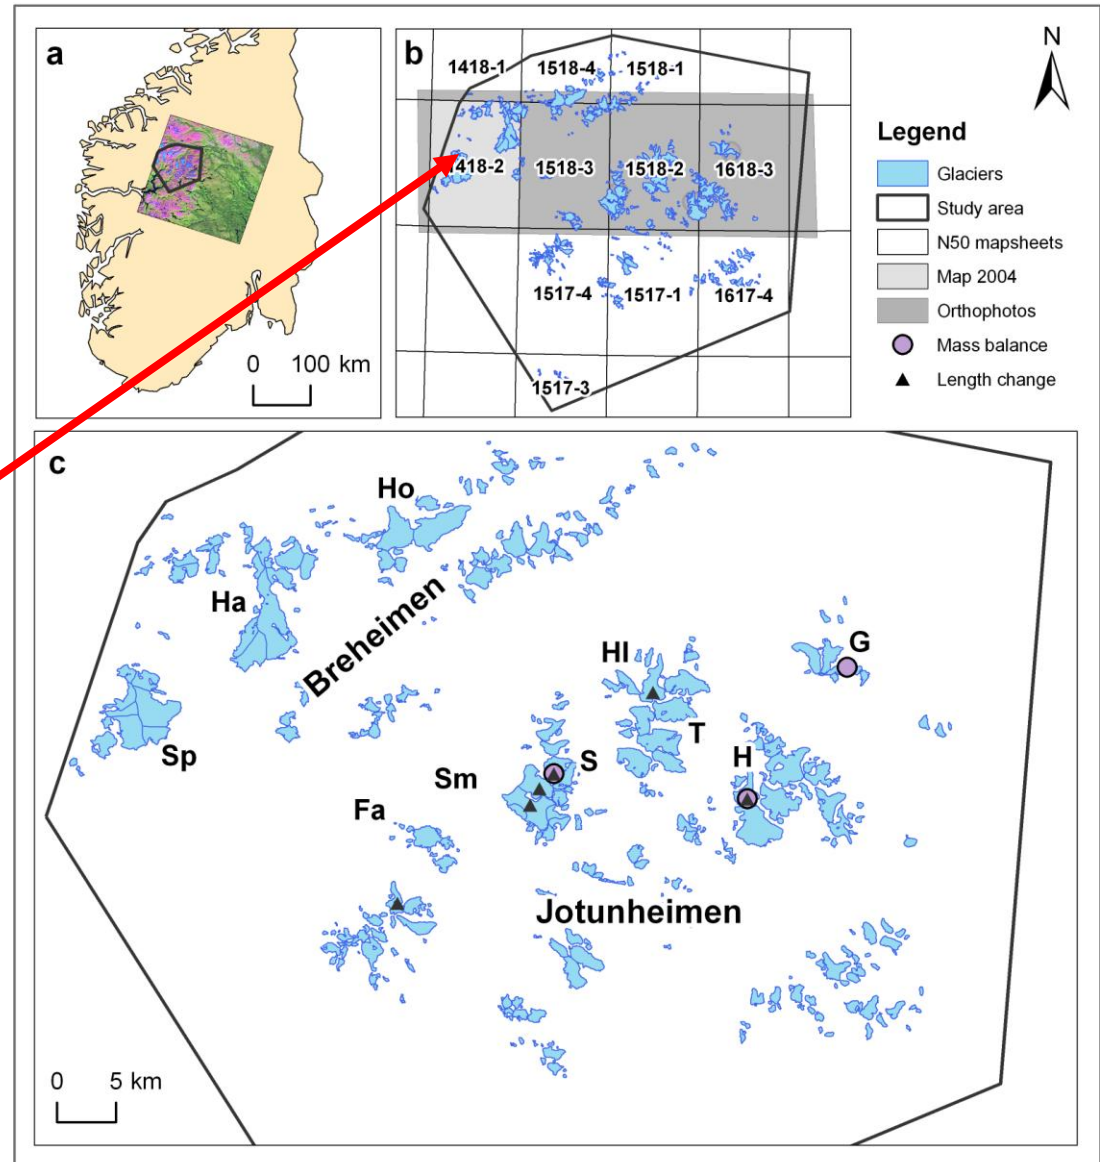 a
0 100 km
b
1418-1 1518-4 1518-1
1418-2 1518-3 1518-2 1618-3
1517-4 1517-1 1617-4
1517-3
N
Legend
Glaciers
Study area
N50 mapsheets
Map 2004
Orthophotos
Mass balance
Length change
c
Ho
Ha
Breheimen
Hl
G
Sp
T
Sm
S
H
Fa
Jotunheimen
0 5 km